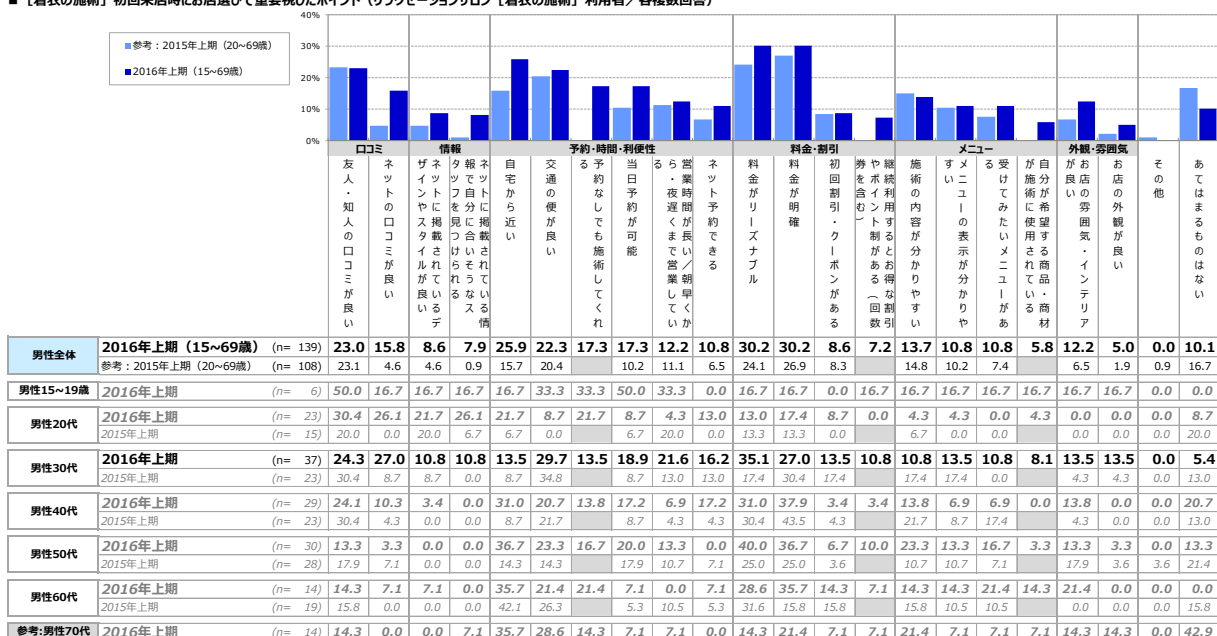 ■［着衣の施術］初回来店時にお店選びで重要視したポイント（リラクゼーションサロン［着衣の施術］利用者／各複数回答）
40%
30%
20%
10%
0%
■参考：2015年上期（20~69歳）
■2016年上期（15~69歳）
口コミ 情報 予約・時間・利便性 料金・割引 メニュー 外観・雰囲気
友人・知人の口コミが良い
ネットの口コミが良い
ネットに掲載されているデザインやスタイルが良い
ネットに掲載されている情報で自分に合いそうなスタッフを見つけられる
自宅から近い
交通の便が良い
予約なしでも施術してくれる
当日予約が可能
営業時間が長い／朝早くから・夜遅くまで営業している
ネット予約できる
料金がリーズナブル
料金が明確
初回割引・クーポンがある
継続利用するとお得な割引やポイント制がある（回数券を含む）
施術の内容が分かりやすい
メニューの表示が分かりやすい
受けてみたいメニューがある
自分が希望する商品・商材が施術に使用されている
お店の雰囲気・インテリアが良い
お店の外観が良い
その他
あてはまるものはない
男性全体 2016年上期（15~69歳） (n= 139) 23.0 15.8 8.6 7.9 25.9 22.3 17.3 17.3 12.2 10.8 30.2 30.2 8.6 7.2 13.7 10.8 10.8 5.8 12.2 5.0 0.0 10.1
参考：2015年上期（20~69歳） (n= 108) 23.1 4.6 4.6 0.9 15.7 20.4 10.2 11.1 6.5 24.1 26.9 8.3 14.8 10.2 7.4 6.5 1.9 0.9 16.7
男性15~19歳 2016年上期 (n= 6) 50.0 16.7 16.7 16.7 16.7 33.3 33.3 50.0 33.3 0.0 16.7 16.7 0.0 16.7 16.7 16.7 16.7 16.7 16.7 16.7 0.0 0.0
男性20代 2016年上期 (n= 23) 30.4 26.1 21.7 26.1 21.7 8.7 21.7 8.7 4.3 13.0 13.0 17.4 8.7 0.0 4.3 4.3 0.0 4.3 0.0 0.0 0.0 8.7
2015年上期 (n= 15) 20.0 0.0 20.0 6.7 6.7 0.0 6.7 20.0 0.0 13.3 13.3 0.0 6.7 0.0 0.0 0.0 0.0 0.0 20.0
男性30代 2016年上期 (n= 37) 24.3 27.0 10.8 10.8 13.5 29.7 13.5 18.9 21.6 16.2 35.1 27.0 13.5 10.8 10.8 13.5 10.8 8.1 13.5 13.5 0.0 5.4
2015年上期 (n= 23) 30.4 8.7 8.7 0.0 8.7 34.8 8.7 13.0 13.0 17.4 30.4 17.4 17.4 17.4 0.0 4.3 4.3 0.0 13.0
男性40代 2016年上期 (n= 29) 24.1 10.3 3.4 0.0 31.0 20.7 13.8 17.2 6.9 17.2 31.0 37.9 3.4 3.4 13.8 6.9 6.9 0.0 13.8 0.0 0.0 20.7
2015年上期 (n= 23) 30.4 4.3 0.0 0.0 8.7 21.7 8.7 4.3 4.3 30.4 43.5 4.3 21.7 8.7 17.4 4.3 0.0 0.0 13.0
男性50代 2016年上期 (n= 30) 13.3 3.3 0.0 0.0 36.7 23.3 16.7 20.0 13.3 0.0 40.0 36.7 6.7 10.0 23.3 13.3 16.7 3.3 13.3 3.3 0.0 13.3
2015年上期 (n= 28) 17.9 7.1 0.0 0.0 14.3 14.3 17.9 10.7 7.1 25.0 25.0 3.6 10.7 10.7 7.1 17.9 3.6 3.6 21.4
男性60代 2016年上期 (n= 14) 14.3 7.1 7.1 0.0 35.7 21.4 21.4 7.1 0.0 7.1 28.6 35.7 14.3 7.1 14.3 14.3 21.4 14.3 21.4 0.0 0.0 0.0
2015年上期 (n= 19) 15.8 0.0 0.0 0.0 42.1 26.3 5.3 10.5 5.3 31.6 15.8 15.8 15.8 10.5 10.5 0.0 0.0 0.0 15.8
参考:男性70代 2016年上期 (n= 14) 14.3 0.0 0.0 7.1 35.7 28.6 14.3 7.1 7.1 0.0 14.3 21.4 7.1 7.1 21.4 7.1 7.1 7.1 14.3 14.3 0.0 42.9